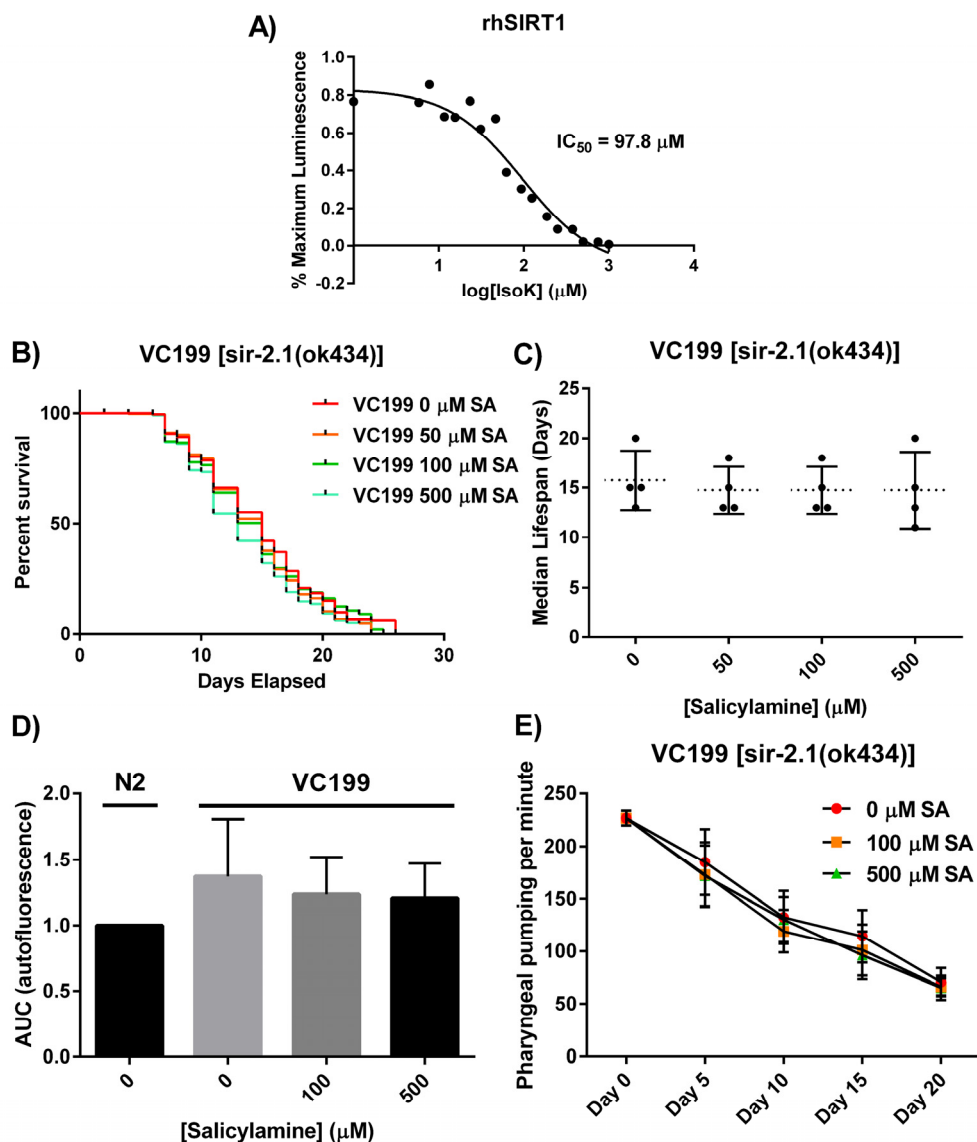 A)
rhSIRT1
% Maximum Luminescence
1.0
0.8
0.6
0.4
0.2
0.0
-0.2
IC50 = 97.8 μM
1
2
3
4
log[IsoK] (μM)
B)
VC199 [sir-2.1(ok434)]
Percent survival
100
50
0
0
10
20
30
Days Elapsed
VC199 0 μM SA
VC199 50 μM SA
VC199 100 μM SA
VC199 500 μM SA
C)
VC199 [sir-2.1(ok434)]
Median Lifespan (Days)
25
20
15
10
5
0
0
50
100
500
[Salicylamine] (μM)
D)
N2
VC199
AUC (autofluorescence)
2.0
1.5
1.0
0.5
0.0
0
0
100
500
[Salicylamine] (μM)
E)
VC199 [sir-2.1(ok434)]
Pharyngeal pumping per minute
250
200
150
100
50
0
0 μM SA
100 μM SA
500 μM SA
Day 0
Day 5
Day 10
Day 15
Day 20